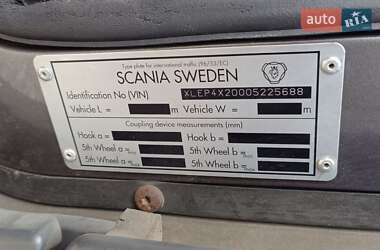 auto RIA
Type plate for international traffic (96/53/EC)
SCANIA SWEDEN
Identification No (VIN) XLEP4X20005225688
Vehicle L = m Vehicle W = m
Coupling device measurements (mm)
Hook a = Hook b =
5th Wheel a = 5th Wheel b =
5th Wheel a = 5th Wheel b =